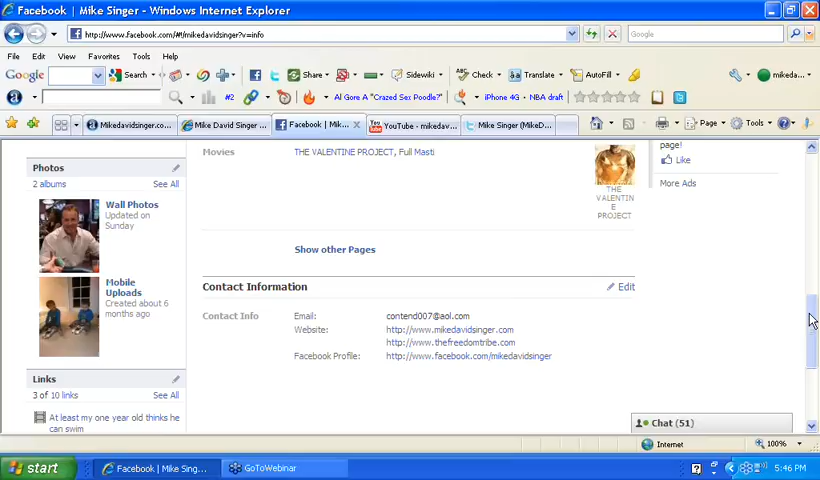 Facebook | Mike Singer - Windows Internet Explorer
http://www.facebook.com/#!/mikedavidsinger?v=info
Google
File Edit View Favorites Tools Help
Google Search Share Sidewiki Check Translate AutoFill mikeda...
#2 Al Gore A "Crazed Sex Poodle?" iPhone 4G • NBA draft
Mikedavidsinger.co... Mike David Singer ... Facebook | Mik... YouTube - mikedav... Mike Singer (MikeD... Page Tools
Photos
2 albums See All
Wall Photos
Updated on
Sunday
Mobile
Uploads
Created about 6
months ago
Links
3 of 10 links See All
At least my one year old thinks he
can swim
Movies THE VALENTINE PROJECT, Full Masti
THE
VALENTIN
E
PROJECT
Show other Pages
Contact Information Edit
Contact Info Email: contend007@aol.com
Website: http://www.mikedavidsinger.com
http://www.thefreedomtribe.com
Facebook Profile: http://www.facebook.com/mikedavidsinger
page!
Like
More Ads
Chat (51)
Internet 100%
start Facebook | Mike Sing... GoToWebinar 5:46 PM